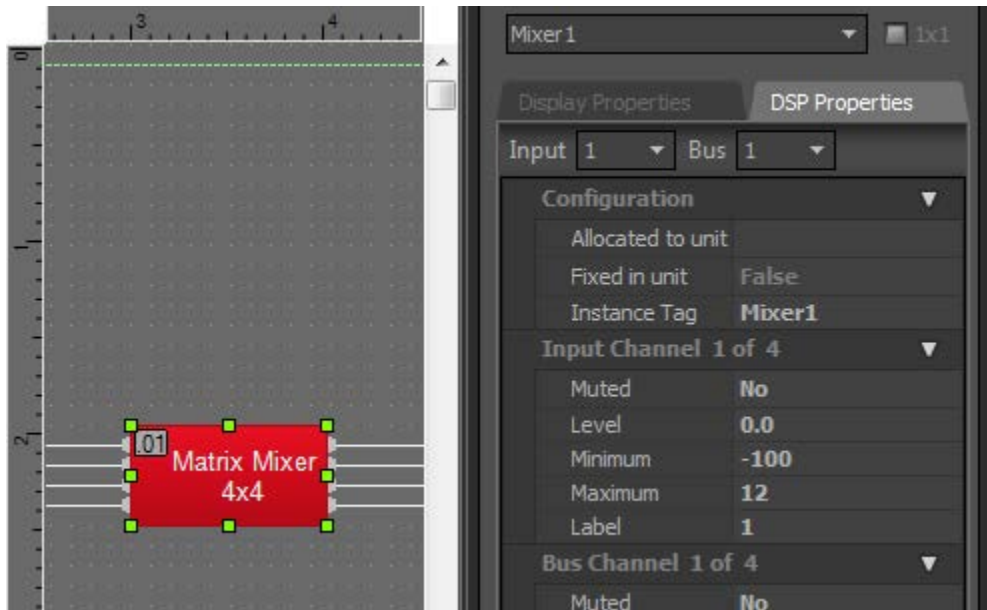 3
4
0
1
2
.01
Matrix Mixer
4x4
Mixer1
1x1
Display Properties
DSP Properties
Input 1 Bus 1
Configuration
Allocated to unit
Fixed in unit False
Instance Tag Mixer1
Input Channel 1 of 4
Muted No
Level 0.0
Minimum -100
Maximum 12
Label 1
Bus Channel 1 of 4
Muted No